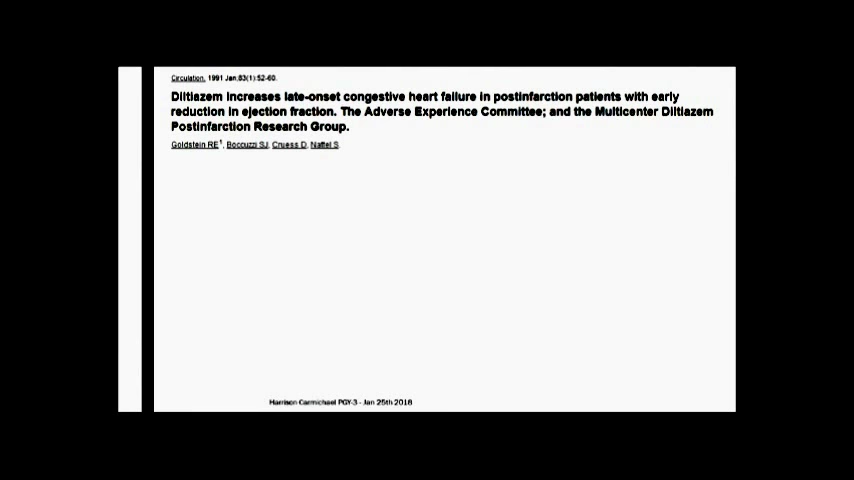 Circulation. 1991 Jan;83(1):52-60.
Diltiazem increases late-onset congestive heart failure in postinfarction patients with early
reduction in ejection fraction. The Adverse Experience Committee; and the Multicenter Diltiazem
Postinfarction Research Group.
Goldstein RE1, Boccuzzi SJ, Cruess D, Nattel S.
Harrison Carmichael PGY-3 - Jan 25th 2018